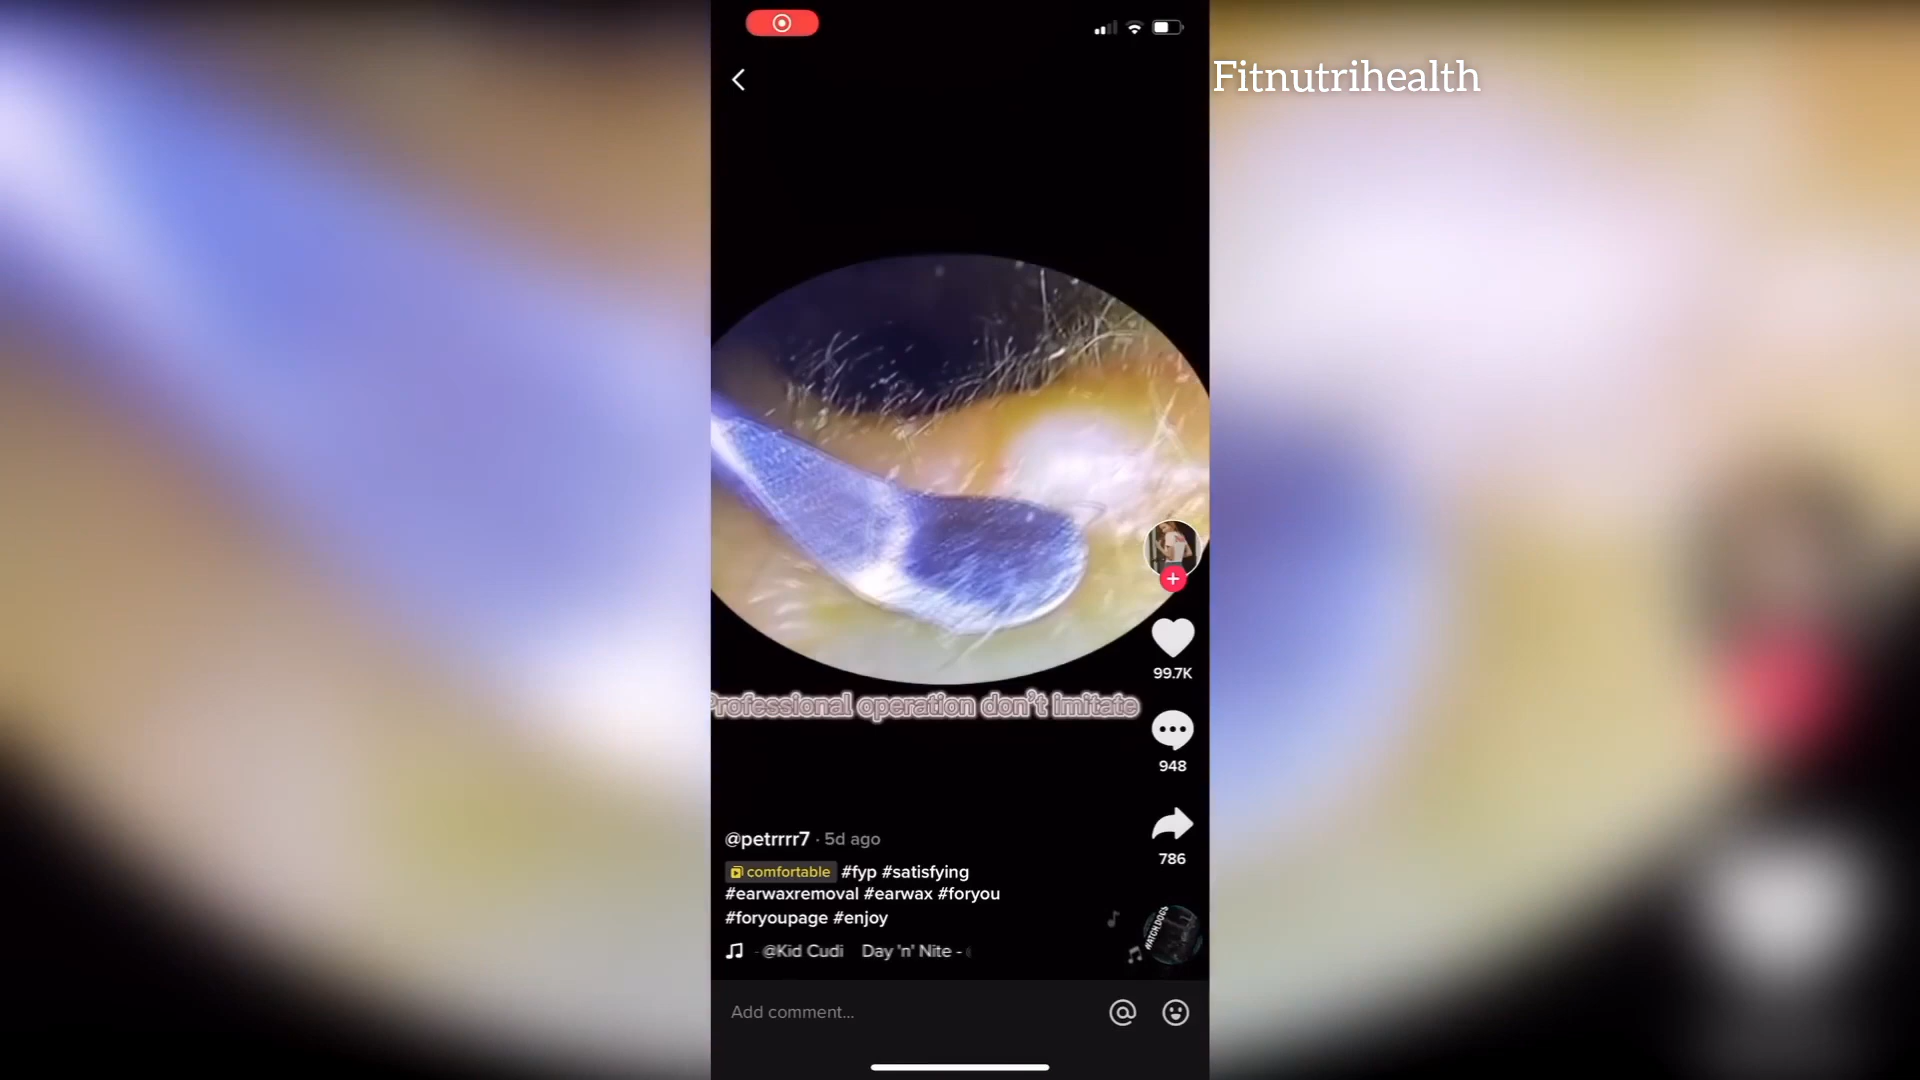 Fitnutrihealth
Professional operation don't imitate
99.7K
948
786
@petrrrr7 · 5d ago
comfortable #fyp #satisfying
#earwaxremoval #earwax #foryou
#foryoupage #enjoy
@Kid Cudi Day 'n' Nite -
WATCH_DOGS
Add comment...